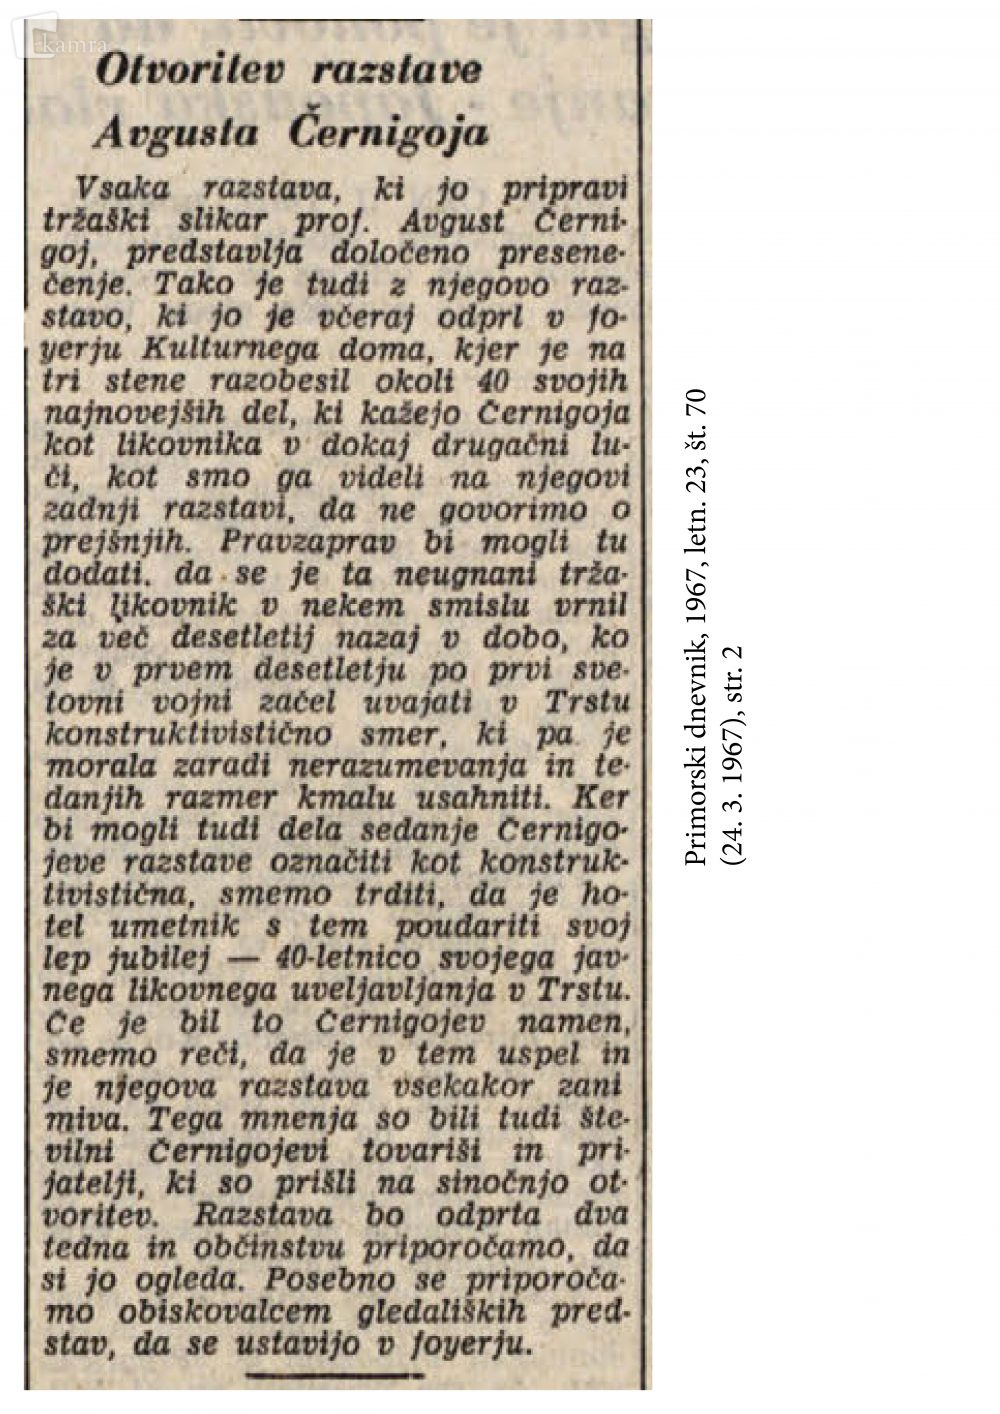 kamra
Otvoritev razstave
Avgusta Černigoja
Vsaka razstava, ki jo pripravi
tržaški slikar prof. Avgust Černi-
goj, predstavlja določeno presene-
čenje. Tako je tudi z njegovo raz-
stavo, ki jo je včeraj odprl v fo-
yerju Kulturnega doma, kjer je na
tri stene razobesil okoli 40 svojih
najnovejših del, ki kažejo Černigoja
kot likovnika v dokaj drugačni lu-
či, kot smo ga videli na njegovi
zadnji razstavi, da ne govorimo o
prejšnjih. Pravzaprav bi mogli tu
dodati, da se je ta neugnani trža-
ški likovnik v nekem smislu vrnil
za več desetletij nazaj v dobo, ko
je v prvem desetletju po prvi sve-
tovni vojni začel uvajati v Trstu
konstruktivistično smer, ki pa je
morala zaradi nerazumevanja in te-
danjih razmer kmalu usahniti. Ker
bi mogli tudi dela sedanje Černigo-
jeve razstave označiti kot konstruk-
tivistična, smemo trditi, da je ho-
tel umetnik s tem poudariti svoj
lep jubilej — 40-letnico svojega jav-
nega likovnega uveljavljanja v Trstu.
Če je bil to Černigojev namen,
smemo reči, da je v tem uspel in
je njegova razstava vsekakor zani
miva. Tega mnenja so bili tudi šte-
vilni Černigojevi tovariši in pri-
jatelji, ki so prišli na sinočnjo ot-
voritev. Razstava bo odprta dva
tedna in občinstvu priporočamo, da
si jo ogleda. Posebno se priporoča-
mo obiskovalcem gledaliških pred-
stav, da se ustavijo v foyerju.
Primorski dnevnik, 1967, letn. 23, št. 70
(24. 3. 1967), str. 2